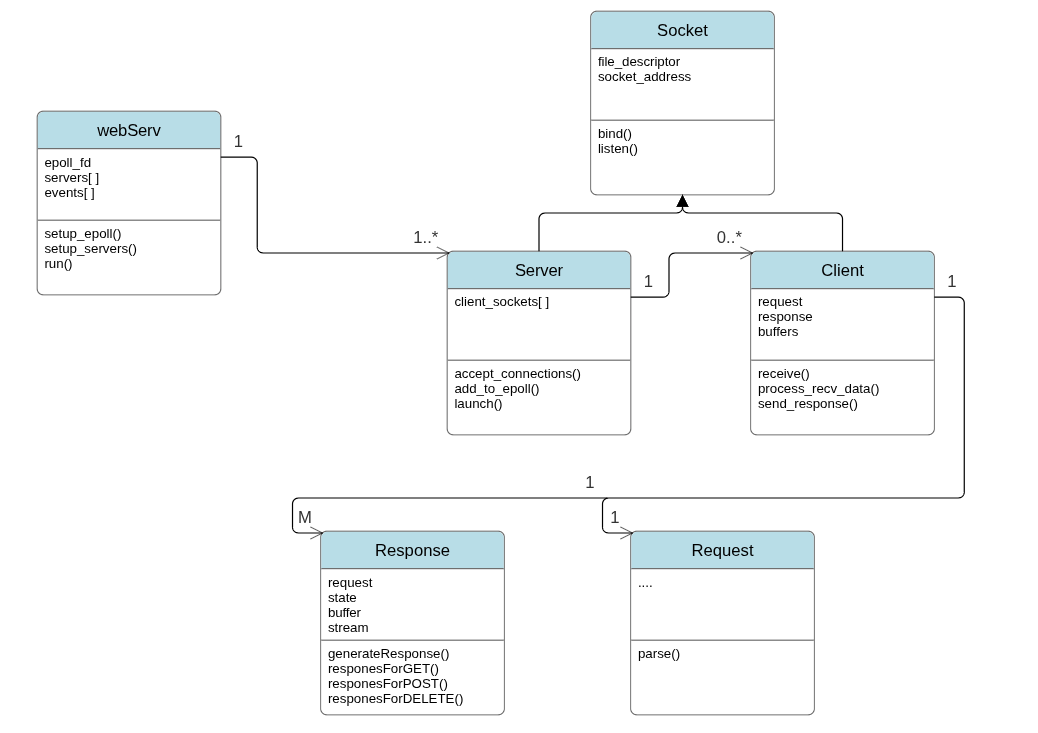 Socket
file_descriptor
socket_address
bind()
listen()
webServ
epoll_fd
servers[ ]
events[ ]
setup_epoll()
setup_servers()
run()
1
1..*
Server
client_sockets[ ]
accept_connections()
add_to_epoll()
launch()
1
0..*
Client
request
response
buffers
receive()
process_recv_data()
send_response()
1
1
M
Response
request
state
buffer
stream
generateResponse()
responesForGET()
responesForPOST()
responesForDELETE()
1
Request
....
parse()